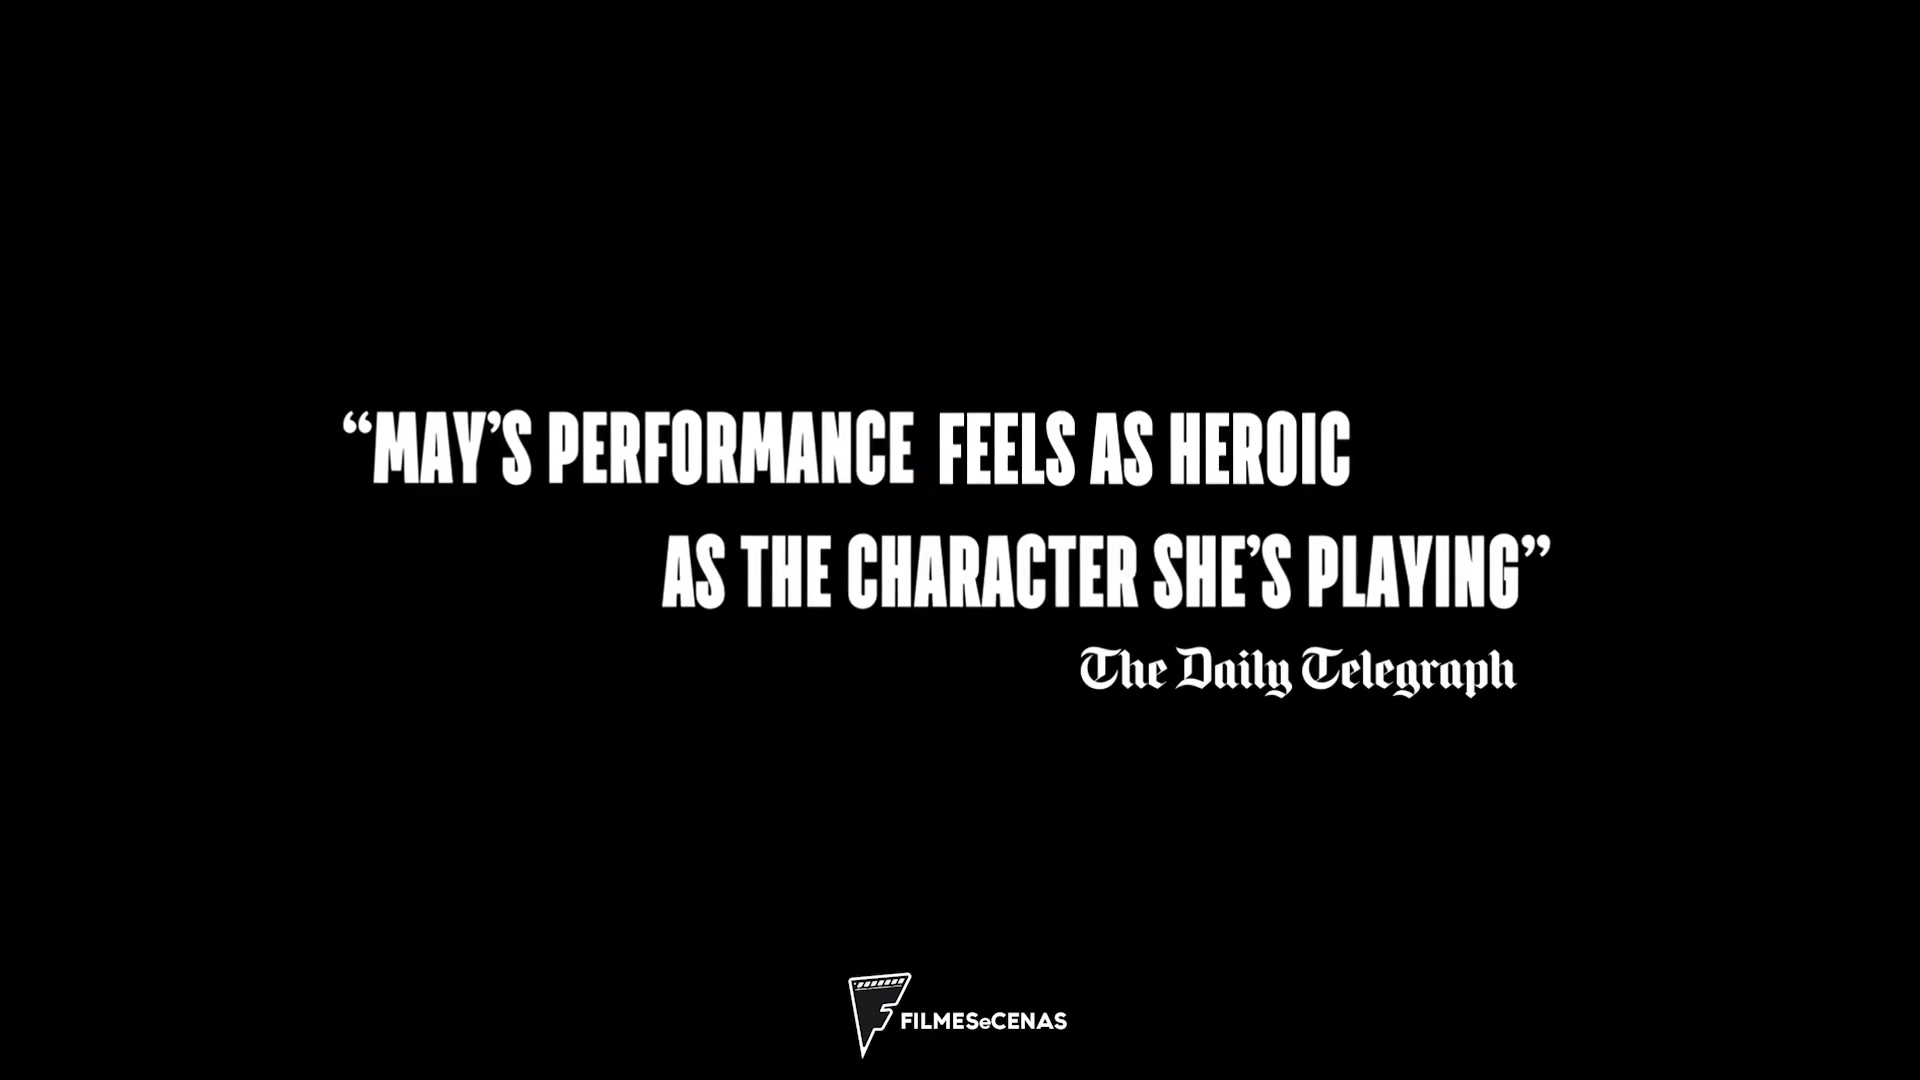 “MAY’S PERFORMANCE FEELS AS HEROIC
AS THE CHARACTER SHE’S PLAYING”
The Daily Telegraph
FILMESeCENAS